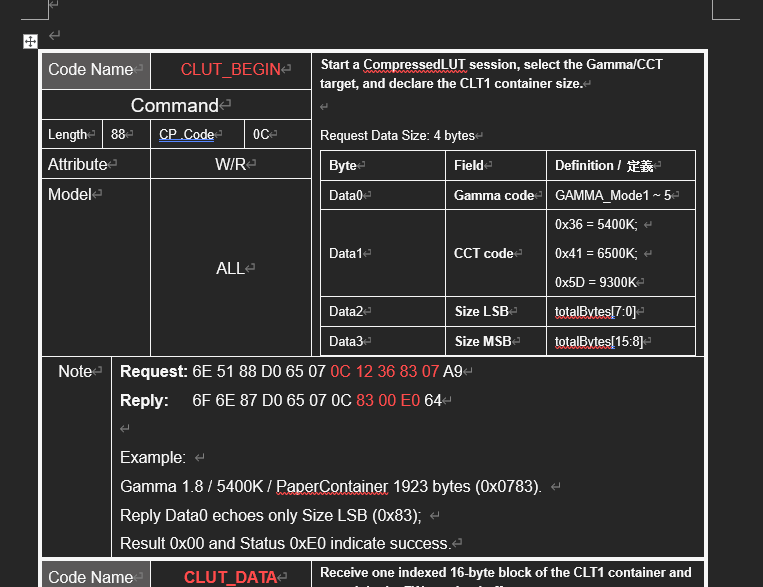 Code Name CLUT_BEGIN
Command
Length 88 CP .Code 0C
Attribute W/R
Model ALL
Start a CompressedLUT session, select the Gamma/CCT
target, and declare the CLT1 container size.
Request Data Size: 4 bytes
Byte Field Definition / 定義
Data0 Gamma code GAMMA_Mode1 ~ 5
Data1 CCT code 0x36 = 5400K;
0x41 = 6500K;
0x5D = 9300K
Data2 Size LSB totalBytes[7:0]
Data3 Size MSB totalBytes[15:8]
Note
Request: 6E 51 88 D0 65 07 0C 12 36 83 07 A9
Reply: 6F 6E 87 D0 65 07 0C 83 00 E0 64
Example:
Gamma 1.8 / 5400K / PaperContainer 1923 bytes (0x0783).
Reply Data0 echoes only Size LSB (0x83);
Result 0x00 and Status 0xE0 indicate success.
Code Name CLUT_DATA
Receive one indexed 16-byte block of the CLT1 container and